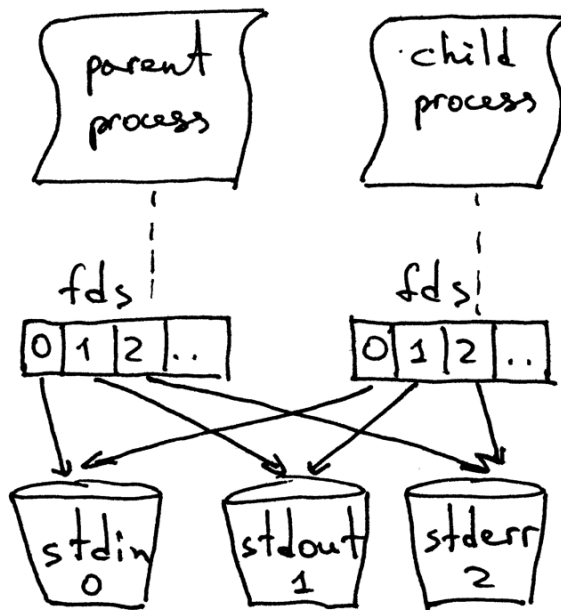 parent
process
child
process
fds
fds
0 1 2 ..
0 1 2 ..
stdin
0
stdout
1
stderr
2